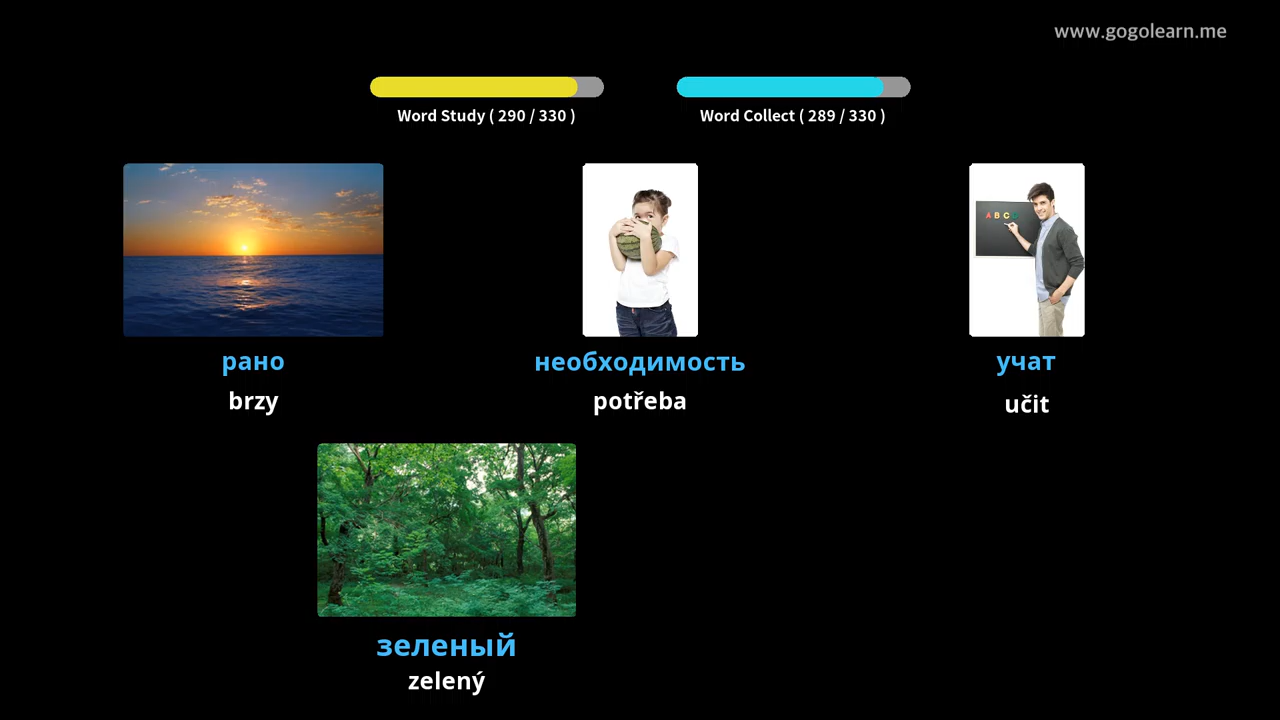 www.gogolearn.me
Word Study ( 290 / 330 )
Word Collect ( 289 / 330 )
A B C
рано
необходимость
учат
brzy
potřeba
učit
зеленый
zelený